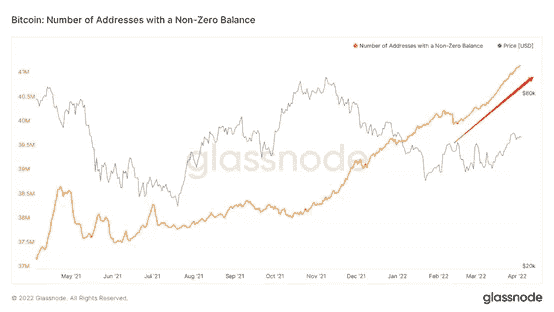 Bitcoin: Number of Addresses with a Non-Zero Balance
Number of Addresses with a Non-Zero Balance Price [USD]
41M
40.5M
40M
39.5M
39M
38.5M
38M
37.5M
37M
$80k
$20k
glassnode
May '21 Jun '21 Jul '21 Aug '21 Sep '21 Oct '21 Nov '21 Dec '21 Jan '22 Feb '22 Mar '22 Apr '22
© 2022 Glassnode. All Rights Reserved.
glassnode